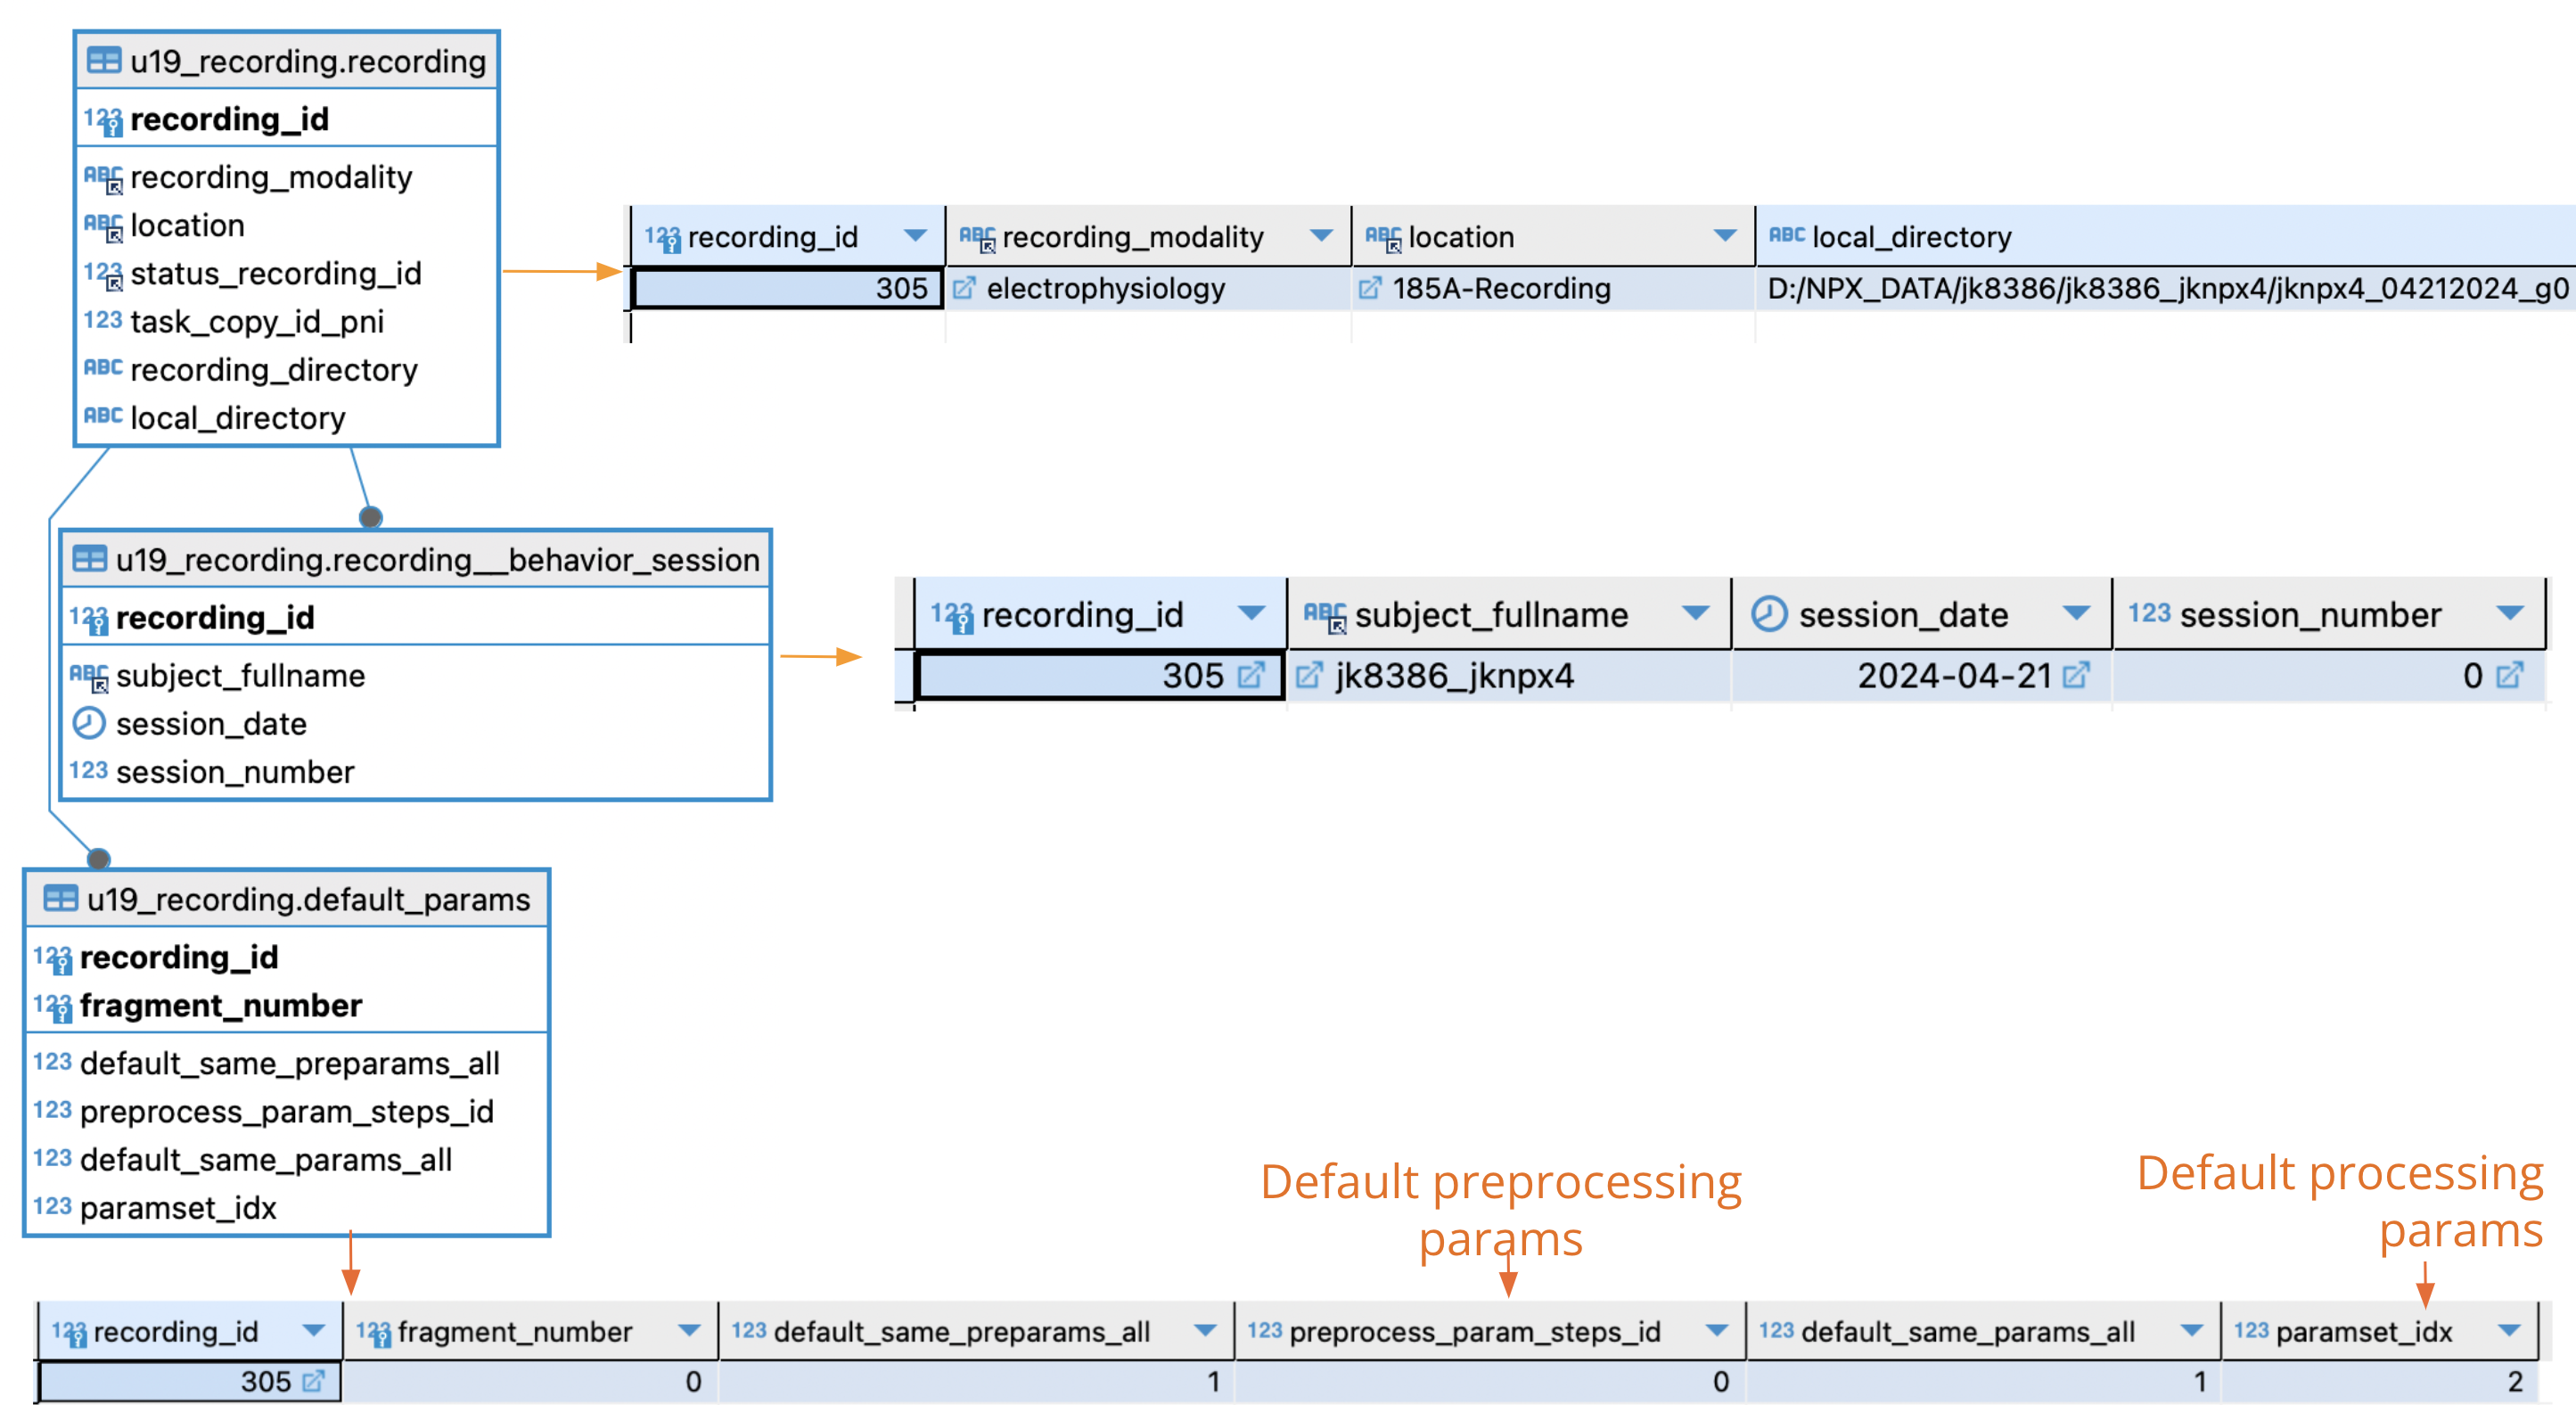 u19_recording.recording
123 recording_id
ABC recording_modality
ABC location
123 status_recording_id
123 task_copy_id_pni
ABC recording_directory
ABC local_directory
123 recording_id ABC recording_modality ABC location ABC local_directory
305 electrophysiology 185A-Recording D:/NPX_DATA/jk8386/jk8386_jknpx4/jknpx4_04212024_g0
u19_recording.recording__behavior_session
123 recording_id
ABC subject_fullname
session_date
123 session_number
123 recording_id ABC subject_fullname session_date 123 session_number
305 jk8386_jknpx4 2024-04-21 0
u19_recording.default_params
123 recording_id
123 fragment_number
123 default_same_preparams_all
123 preprocess_param_steps_id
123 default_same_params_all
123 paramset_idx
Default preprocessing
params
Default processing
params
123 recording_id 123 fragment_number 123 default_same_preparams_all 123 preprocess_param_steps_id 123 default_same_params_all 123 paramset_idx
305 0 1 0 1 2